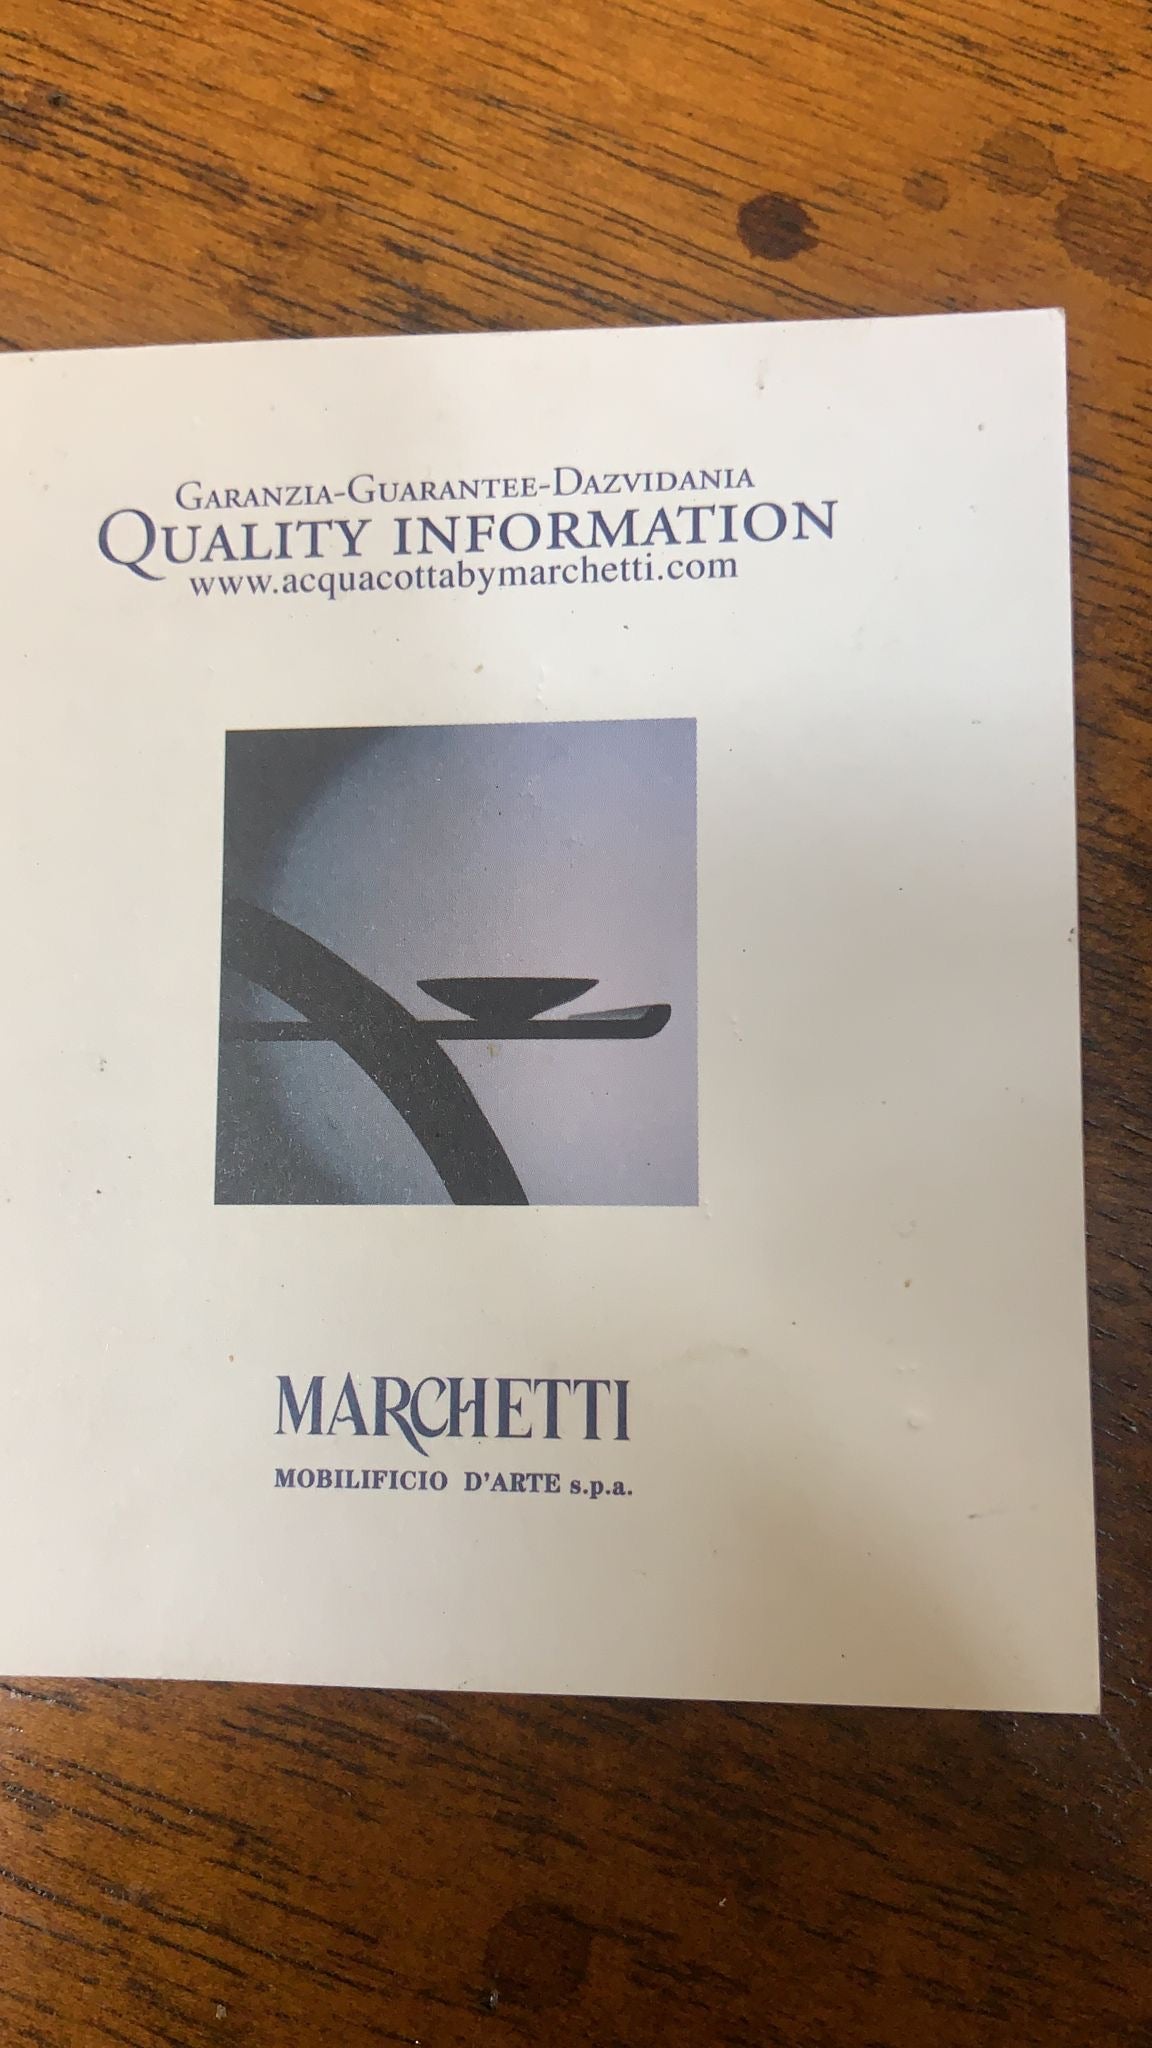 Garanzia-Guarantee-Dazvidania
Quality information
www.acquacottabymarchetti.com
MARCHETTI
MOBILIFICIO D'ARTE s.p.a.